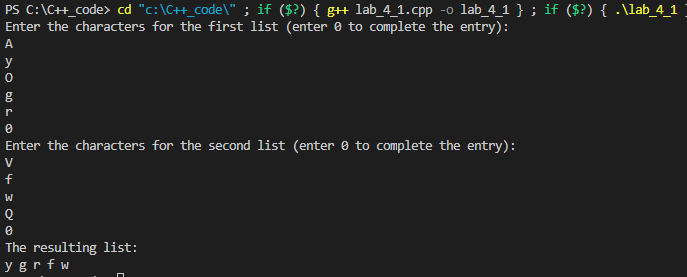 PS C:\C++_code> cd "c:\C++_code\" ; if ($?) { g++ lab_4_1.cpp -o lab_4_1 } ; if ($?) { .\lab_4_1 }
Enter the characters for the first list (enter 0 to complete the entry):
A
y
O
g
r
0
Enter the characters for the second list (enter 0 to complete the entry):
V
f
w
Q
0
The resulting list:
y g r f w